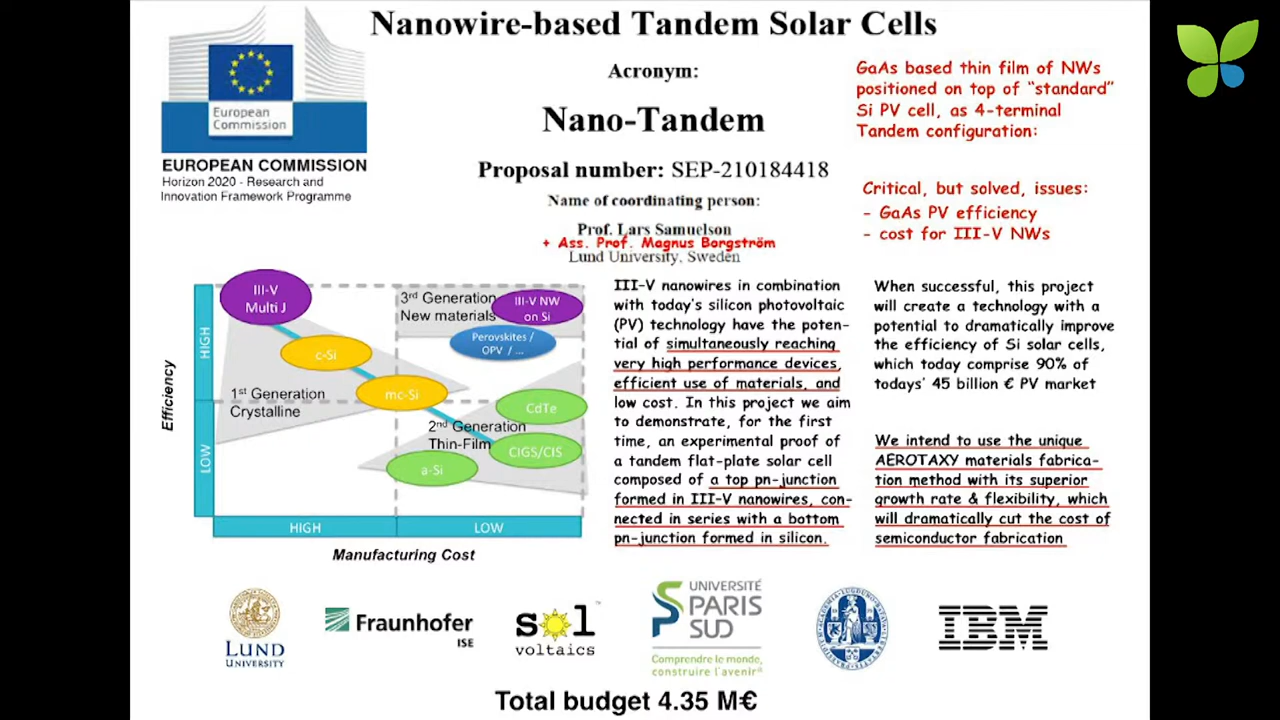 Nanowire-based Tandem Solar Cells
Acronym:
Nano-Tandem
Proposal number: SEP-210184418
Name of coordinating person:
Prof. Lars Samuelson
+ Ass. Prof. Magnus Borgström
Lund University, Sweden
European
Commission
EUROPEAN COMMISSION
Horizon 2020 - Research and
Innovation Framework Programme
GaAs based thin film of NWs
positioned on top of “standard”
Si PV cell, as 4-terminal
Tandem configuration:
Critical, but solved, issues:
- GaAs PV efficiency
- cost for III-V NWs
Efficiency
HIGH
LOW
III-V
Multi J
c-Si
mc-Si
1st Generation
Crystalline
3rd Generation
New materials
III-V NW
on Si
Perovskites /
OPV / ...
2nd Generation
Thin-Film
CdTe
CIGS/CIS
a-Si
HIGH
LOW
Manufacturing Cost
III-V nanowires in combination
with today's silicon photovoltaic
(PV) technology have the poten-
tial of simultaneously reaching
very high performance devices,
efficient use of materials, and
low cost. In this project we aim
to demonstrate, for the first
time, an experimental proof of
a tandem flat-plate solar cell
composed of a top pn-junction
formed in III-V nanowires, con-
nected in series with a bottom
pn-junction formed in silicon.
When successful, this project
will create a technology with a
potential to dramatically improve
the efficiency of Si solar cells,
which today comprise 90% of
todays' 45 billion € PV market
We intend to use the unique
AEROTAXY materials fabrica-
tion method with its superior
growth rate & flexibility, which
will dramatically cut the cost of
semiconductor fabrication
LUND
UNIVERSITY
Fraunhofer
ISE
sol
voltaics
UNIVERSITÉ
PARIS
SUD
Comprendre le monde,
construire l'avenir®
IBM
Total budget 4.35 M€